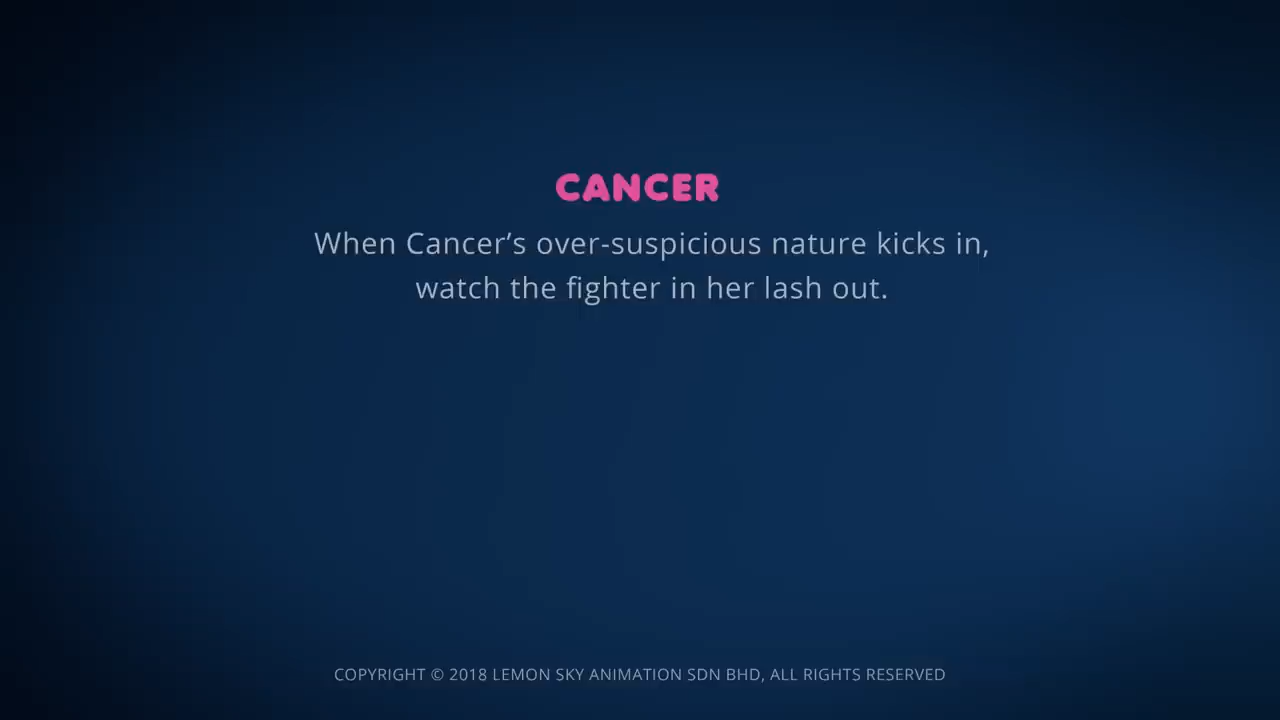 CANCER
When Cancer’s over-suspicious nature kicks in,
watch the fighter in her lash out.
COPYRIGHT © 2018 LEMON SKY ANIMATION SDN BHD, ALL RIGHTS RESERVED